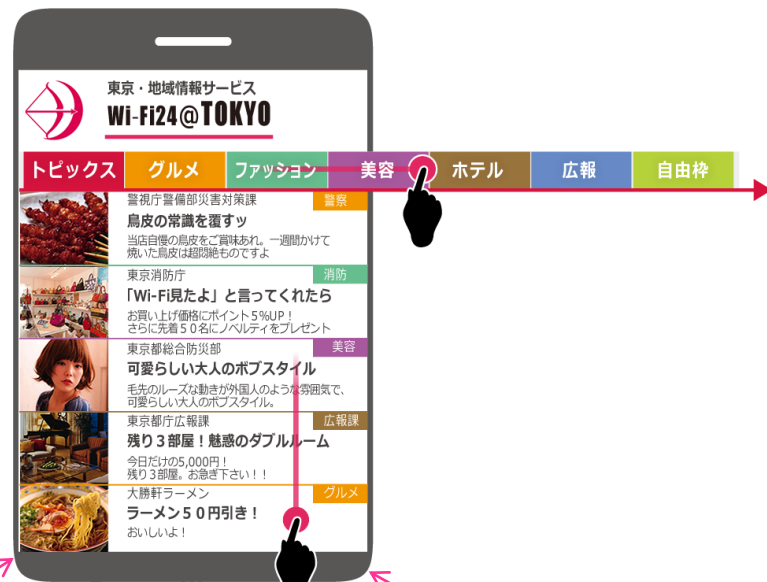 東京・地域情報サービス
Wi-Fi24@TOKYO
トピックス グルメ ファッション 美容 ホテル 広報 自由枠
警視庁警備部災害対策課 警察
鳥皮の常識を覆すッ
当店自慢の鳥皮をご賞味あれ。一週間かけて
焼いた鳥皮は超悶絶ものですよ
東京消防庁 消防
「Wi-Fi見たよ」と言ってくれたら
お買い上げ価格にポイント5%UP！
さらに先着５０名にノベルティをプレゼント
東京都総合防災部 美容
可愛らしい大人のボブスタイル
毛先のルーズな動きが外国人のような雰囲気で、
可愛らしい大人のボブスタイル。
東京都庁広報課 広報課
残り３部屋！魅惑のダブルルーム
今日だけの5,000円！
残り３部屋。お急ぎ下さい！！
大勝軒ラーメン グルメ
ラーメン５０円引き！
おいしいよ！